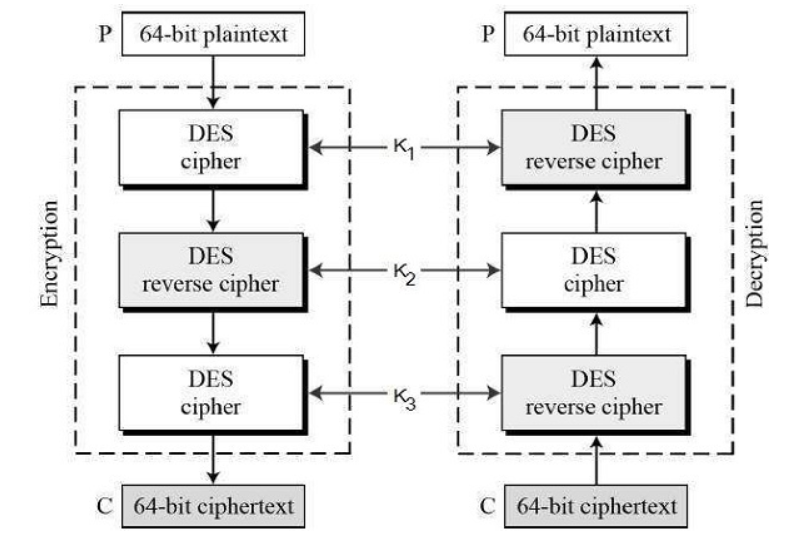 P 64-bit plaintext
P 64-bit plaintext
DES
cipher
K1
DES
reverse cipher
Encryption
DES
reverse cipher
K2
DES
cipher
Decryption
DES
cipher
K3
DES
reverse cipher
C 64-bit ciphertext
C 64-bit ciphertext